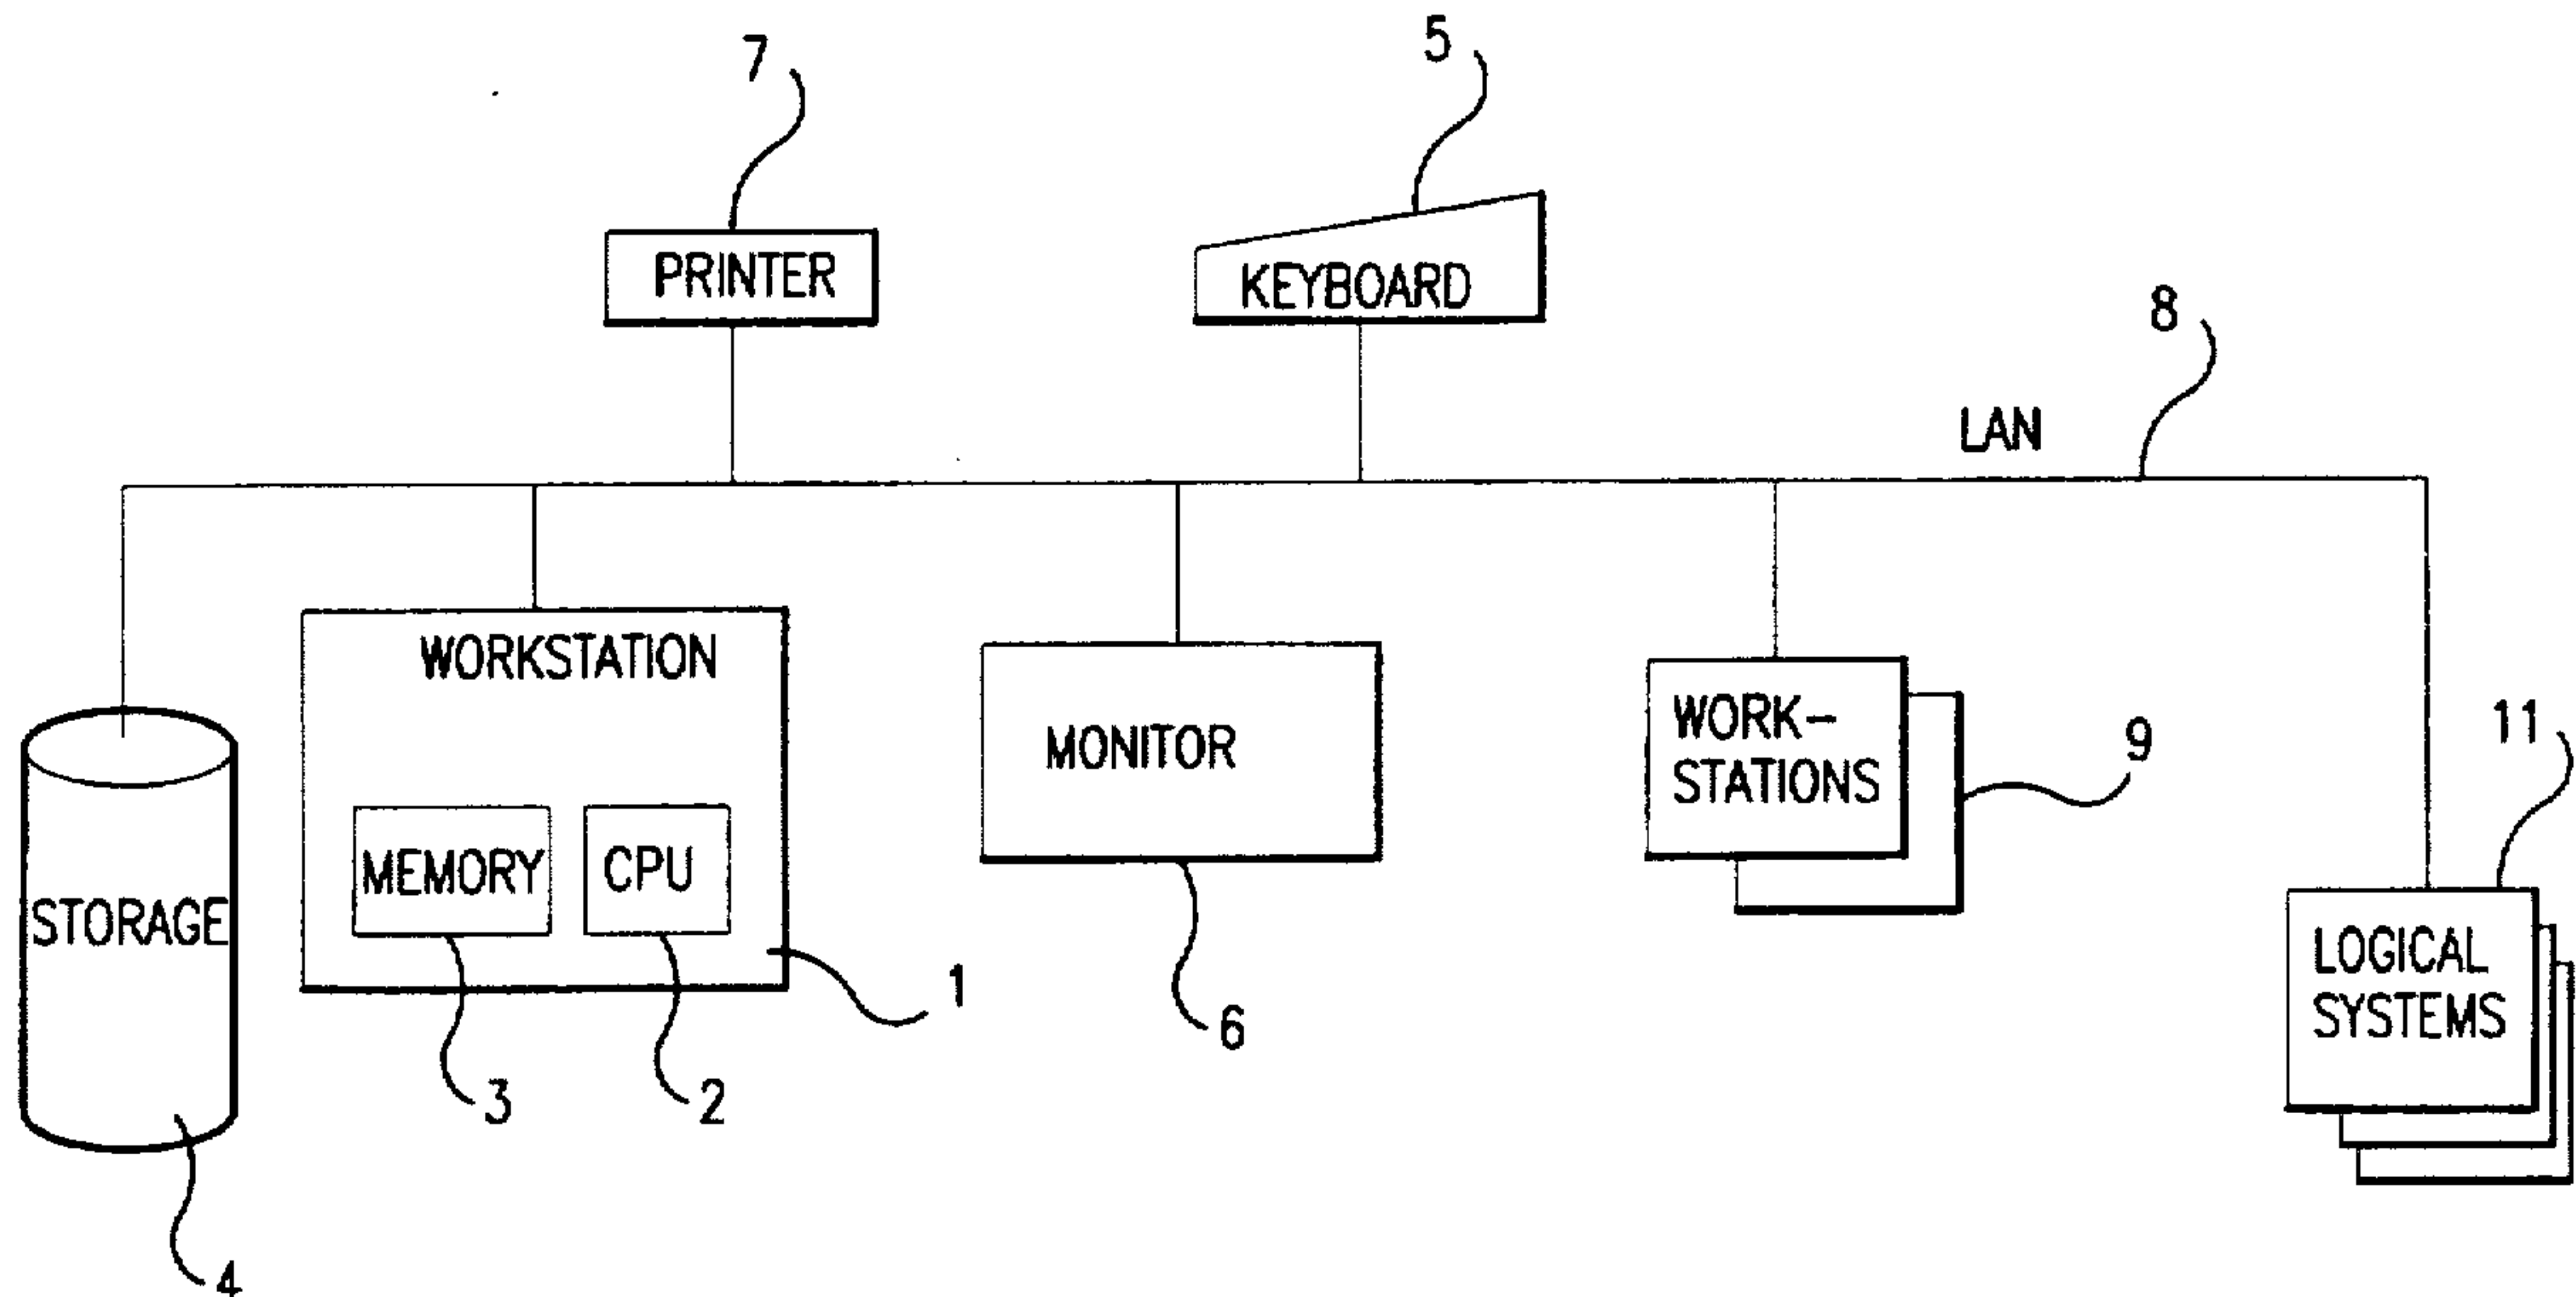 7
5
PRINTER
KEYBOARD
8
LAN
WORKSTATION
MONITOR
WORK-
STATIONS
9
11
MEMORY
CPU
STORAGE
LOGICAL
SYSTEMS
1
6
3
2
4